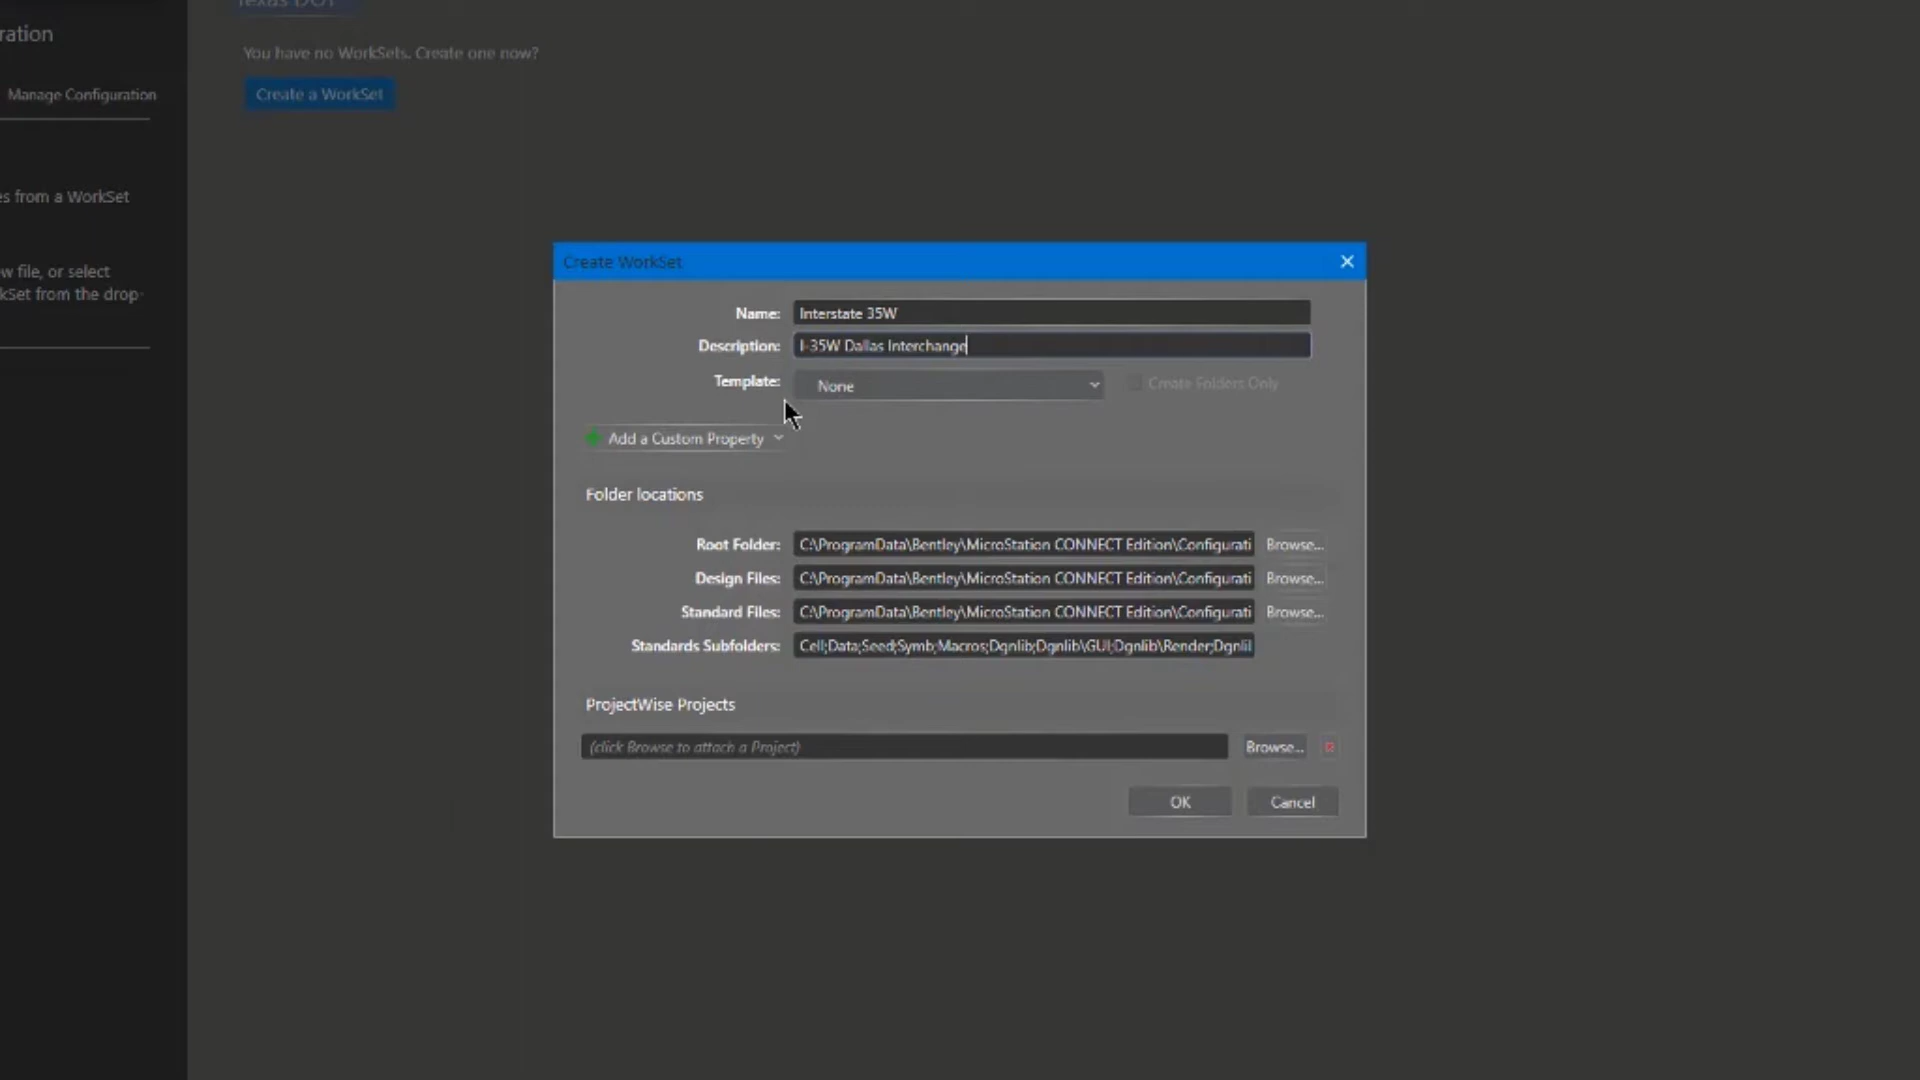 Texas DOT
ration
You have no WorkSets. Create one now?
Manage Configuration
Create a WorkSet
es from a WorkSet
w file, or select
kSet from the drop-
Create WorkSet
Name: Interstate 35W
Description: I-35W Dallas Interchange
Template: None Create Folders Only
Add a Custom Property
Folder locations
Root Folder: C:\ProgramData\Bentley\MicroStation CONNECT Edition\Configurati Browse...
Design Files: C:\ProgramData\Bentley\MicroStation CONNECT Edition\Configurati Browse...
Standard Files: C:\ProgramData\Bentley\MicroStation CONNECT Edition\Configurati Browse...
Standards Subfolders: Cell;Data;Seed;Symb;Macros;Dgnlib;Dgnlib\GUI;Dgnlib\Render;Dgnlil
ProjectWise Projects
(click Browse to attach a Project) Browse...
OK Cancel